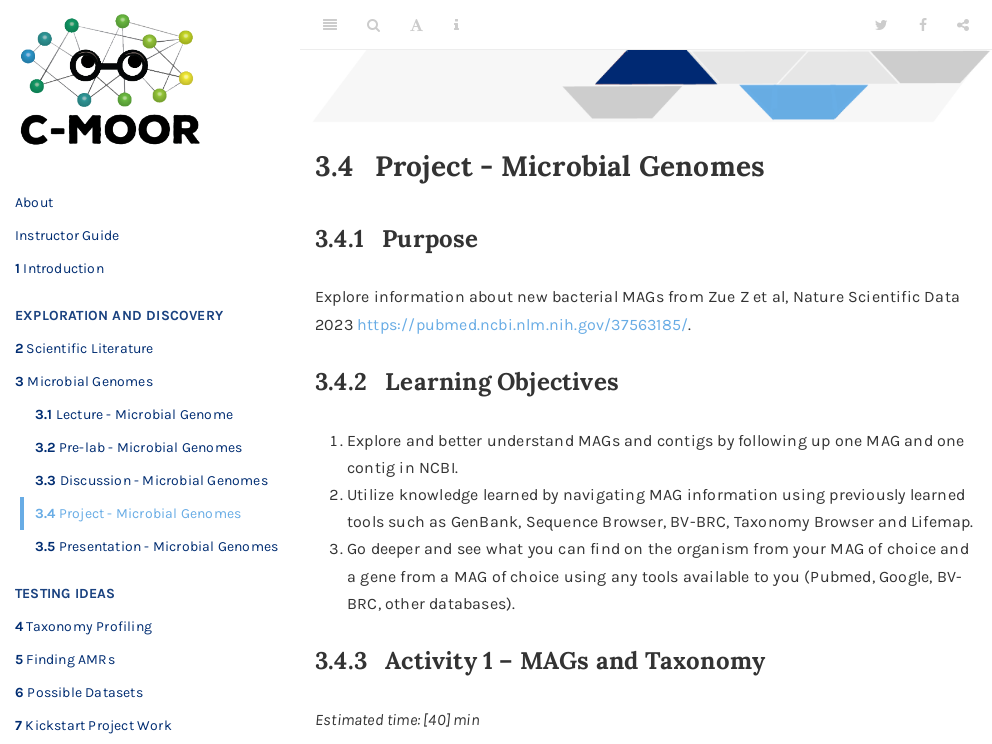 C-MOOR
About
Instructor Guide
1 Introduction
EXPLORATION AND DISCOVERY
2 Scientific Literature
3 Microbial Genomes
3.1 Lecture - Microbial Genome
3.2 Pre-lab - Microbial Genomes
3.3 Discussion - Microbial Genomes
3.4 Project - Microbial Genomes
3.5 Presentation - Microbial Genomes
TESTING IDEAS
4 Taxonomy Profiling
5 Finding AMRs
6 Possible Datasets
7 Kickstart Project Work
3.4 Project - Microbial Genomes
3.4.1 Purpose
Explore information about new bacterial MAGs from Zue Z et al, Nature Scientific Data
2023 https://pubmed.ncbi.nlm.nih.gov/37563185/.
3.4.2 Learning Objectives
1. Explore and better understand MAGs and contigs by following up one MAG and one
contig in NCBI.
2. Utilize knowledge learned by navigating MAG information using previously learned
tools such as GenBank, Sequence Browser, BV-BRC, Taxonomy Browser and Lifemap.
3. Go deeper and see what you can find on the organism from your MAG of choice and
a gene from a MAG of choice using any tools available to you (Pubmed, Google, BV-
BRC, other databases).
3.4.3 Activity 1 – MAGs and Taxonomy
Estimated time: [40] min